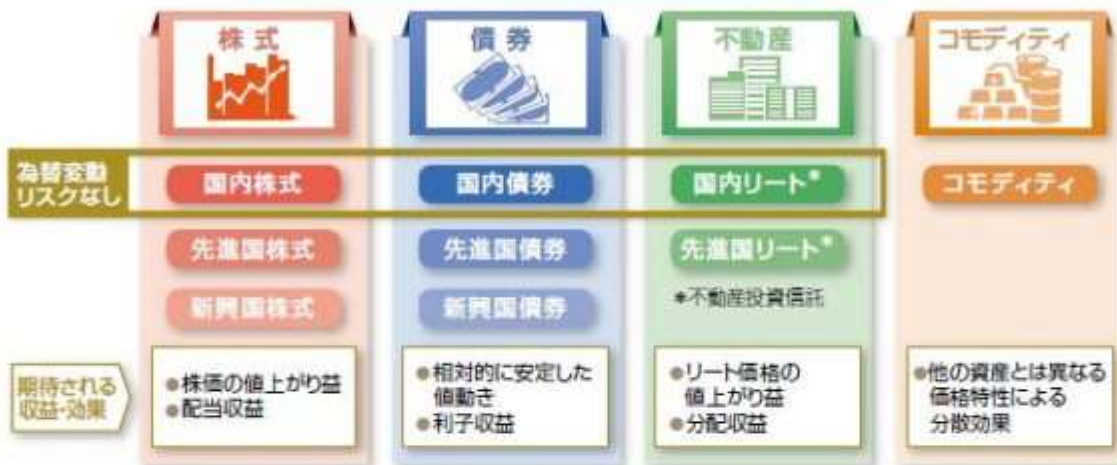 株式
債券
不動産
コモディティ
為替変動
リスクなし
国内株式
国内債券
国内リート*
コモディティ
先進国株式
先進国債券
先進国リート*
新興国株式
新興国債券
*不動産投資信託
期待される
収益・効果
●株価の値上がり益
●配当収益
●相対的に安定した
値動き
●利子収益
●リート価格の
値上がり益
●分配収益
●他の資産とは異なる
価格特性による
分散効果